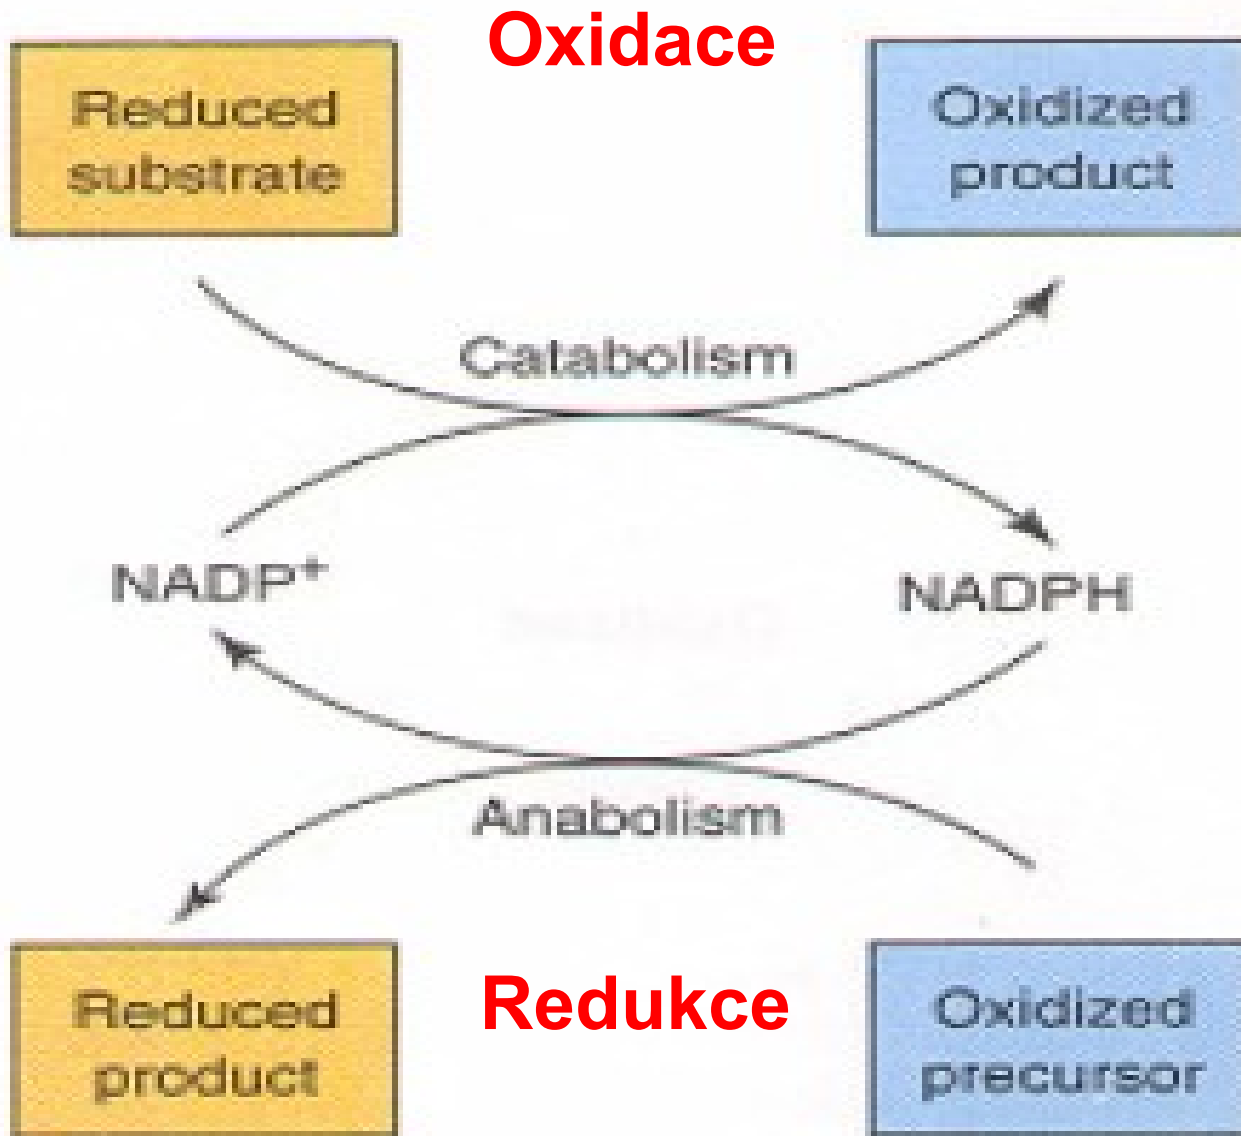 Oxidace
Reduced
substrate
Oxidized
product
Catabolism
NADP⁺
NADPH
Anabolism
Reduced
product
Redukce
Oxidized
precursor